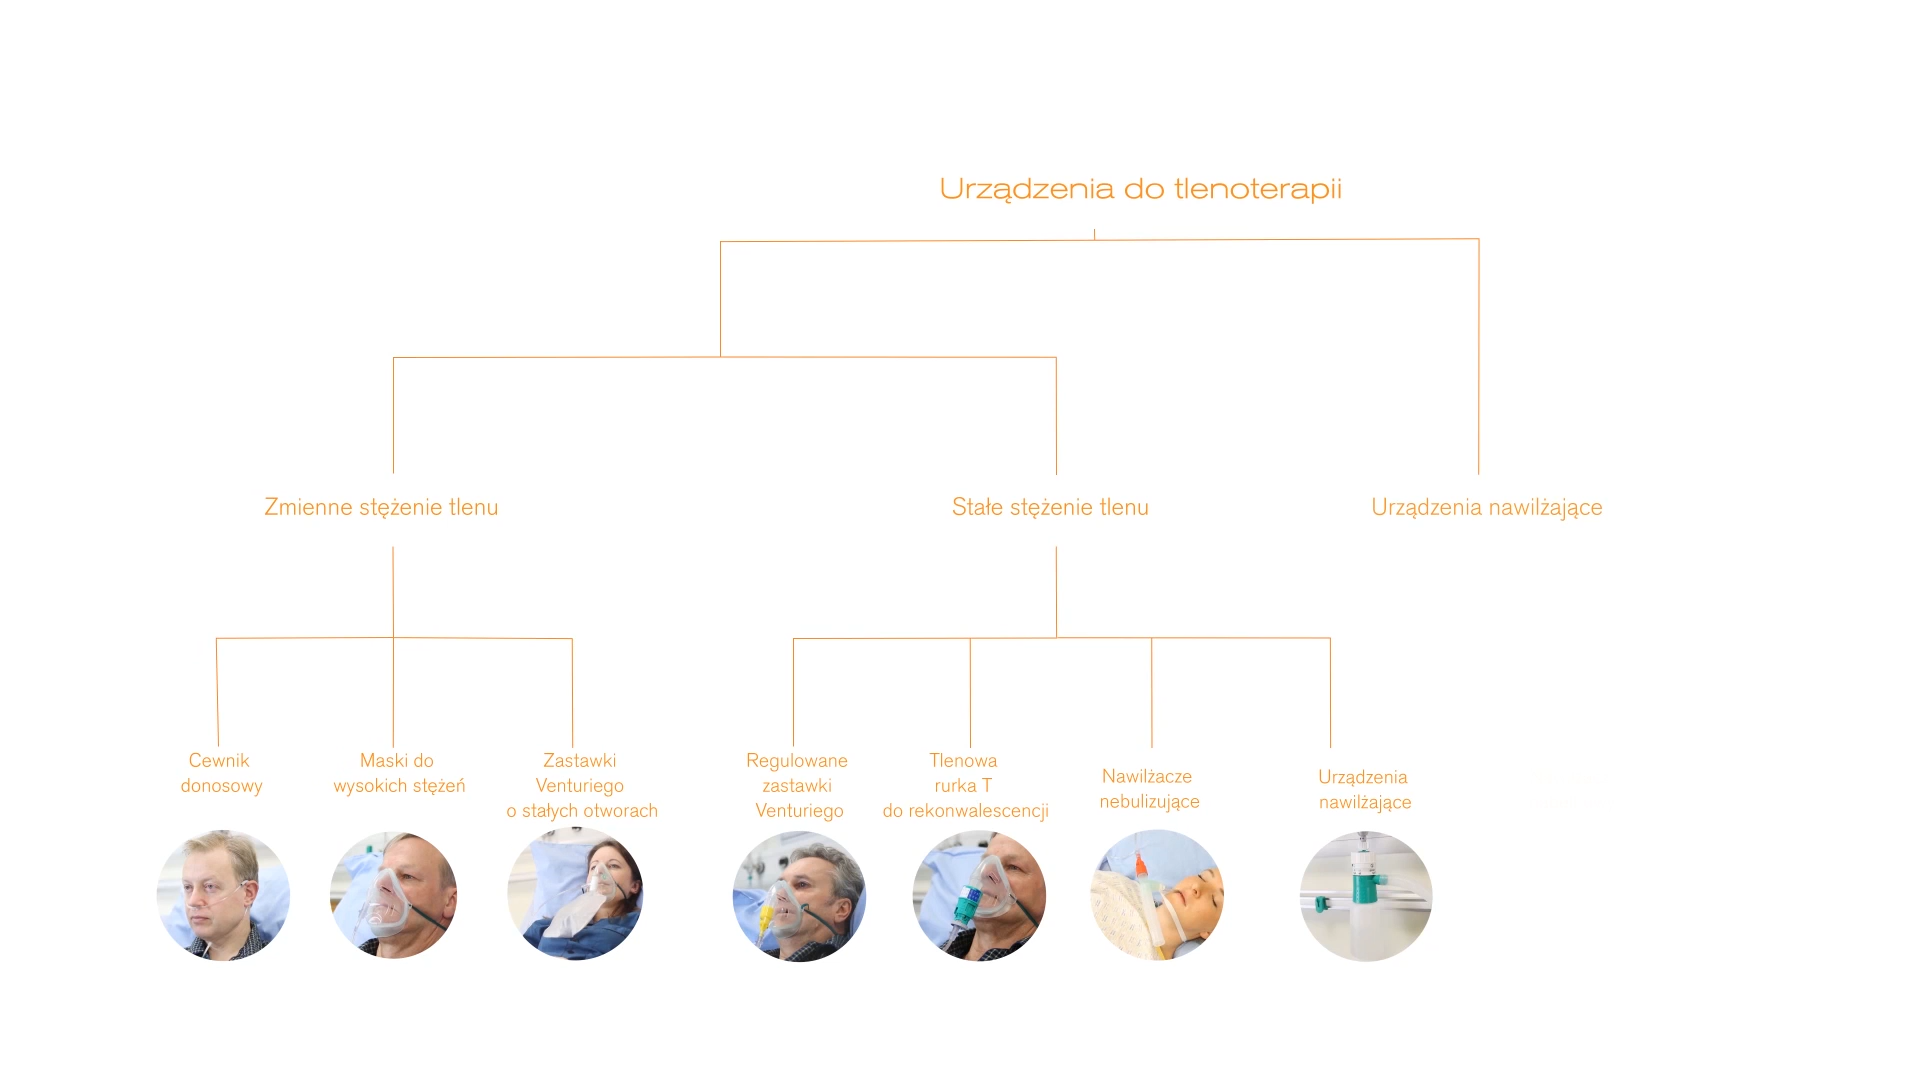 Urządzenia do tlenoterapii
Zmienne stężenie tlenu
Stałe stężenie tlenu
Urządzenia nawilżające
Cewnik
donosowy
Maski do
wysokich stężeń
Zastawki
Venturiego
o stałych otworach
Regulowane
zastawki
Venturiego
Tlenowa
rurka T
do rekonwalescencji
Nawilżacze
nebulizujące
Urządzenia
nawilżające